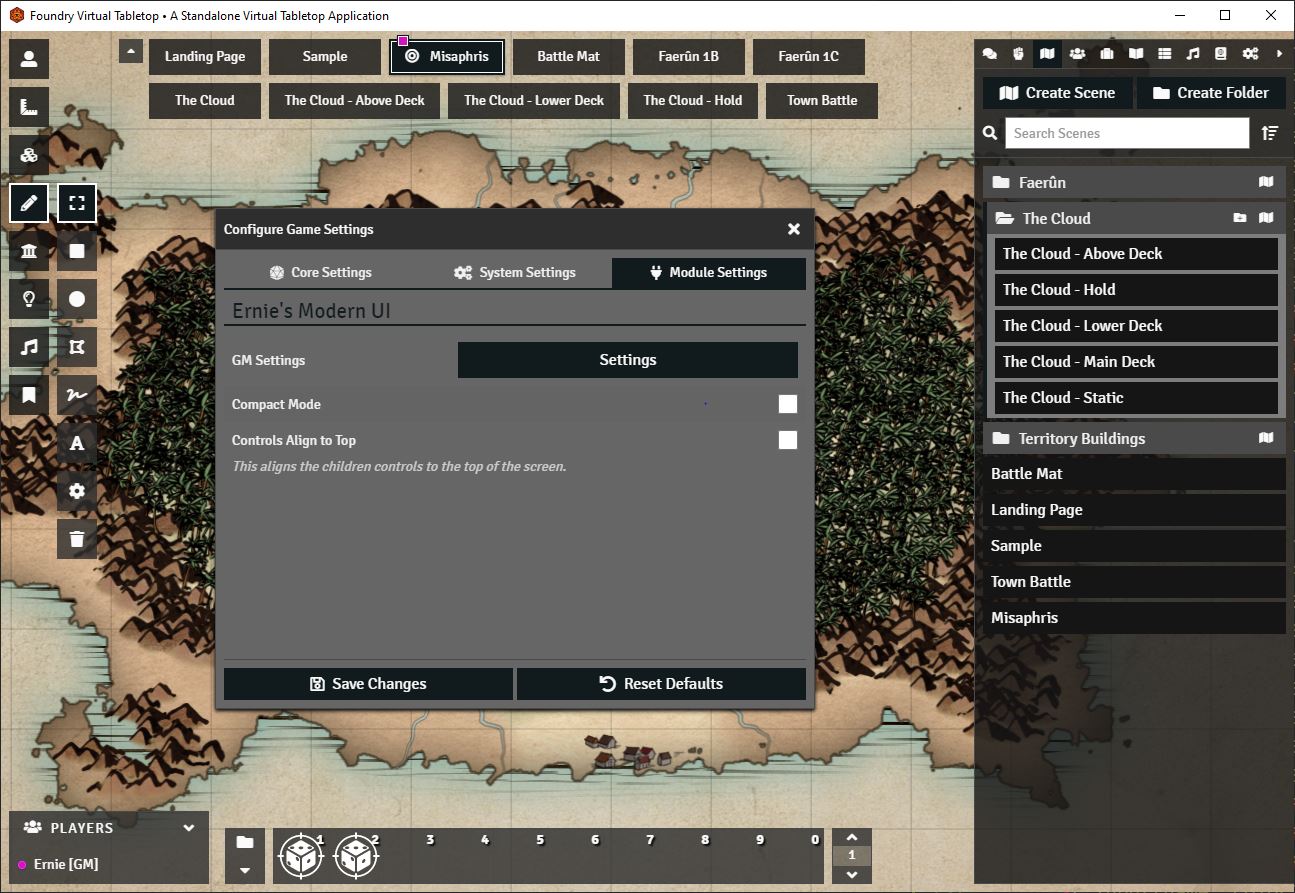 Foundry Virtual Tabletop • A Standalone Virtual Tabletop Application
Landing Page
Sample
Misaphris
Battle Mat
Faerûn 1B
Faerûn 1C
The Cloud
The Cloud - Above Deck
The Cloud - Lower Deck
The Cloud - Hold
Town Battle
Create Scene
Create Folder
Search Scenes
Faerûn
The Cloud
The Cloud - Above Deck
The Cloud - Hold
The Cloud - Lower Deck
The Cloud - Main Deck
The Cloud - Static
Territory Buildings
Battle Mat
Landing Page
Sample
Town Battle
Misaphris
Configure Game Settings
Core Settings
System Settings
Module Settings
Ernie's Modern UI
GM Settings
Settings
Compact Mode
Controls Align to Top
This aligns the children controls to the top of the screen.
Save Changes
Reset Defaults
A
PLAYERS
Ernie [GM]
1 2 3 4 5 6 7 8 9 0
1